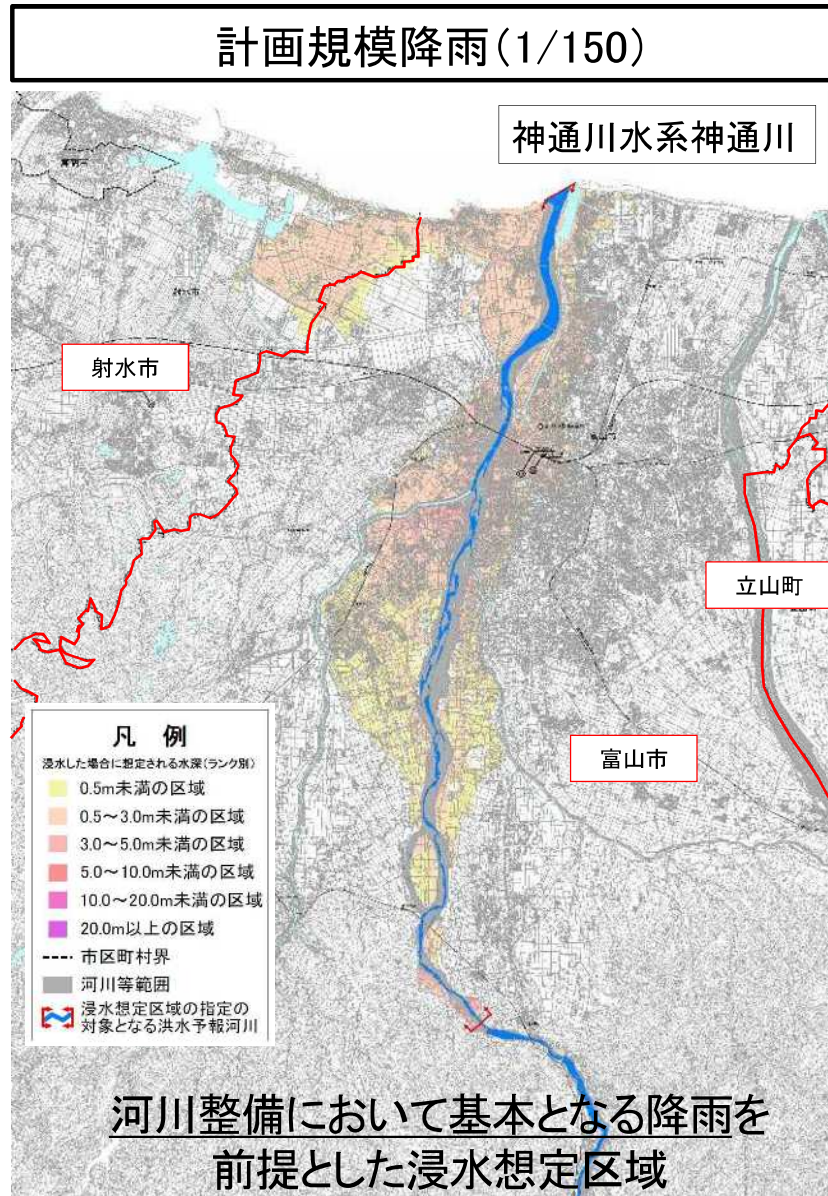 計画規模降雨(1/150)
神通川水系神通川
射水市
射水市
立山町
富山市
凡 例
浸水した場合に想定される水深(ランク別)
0.5m未満の区域
0.5～3.0m未満の区域
3.0～5.0m未満の区域
5.0～10.0m未満の区域
10.0～20.0m未満の区域
20.0m以上の区域
市区町村界
河川等範囲
浸水想定区域の指定の
対象となる洪水予報河川
河川整備において基本となる降雨を
前提とした浸水想定区域